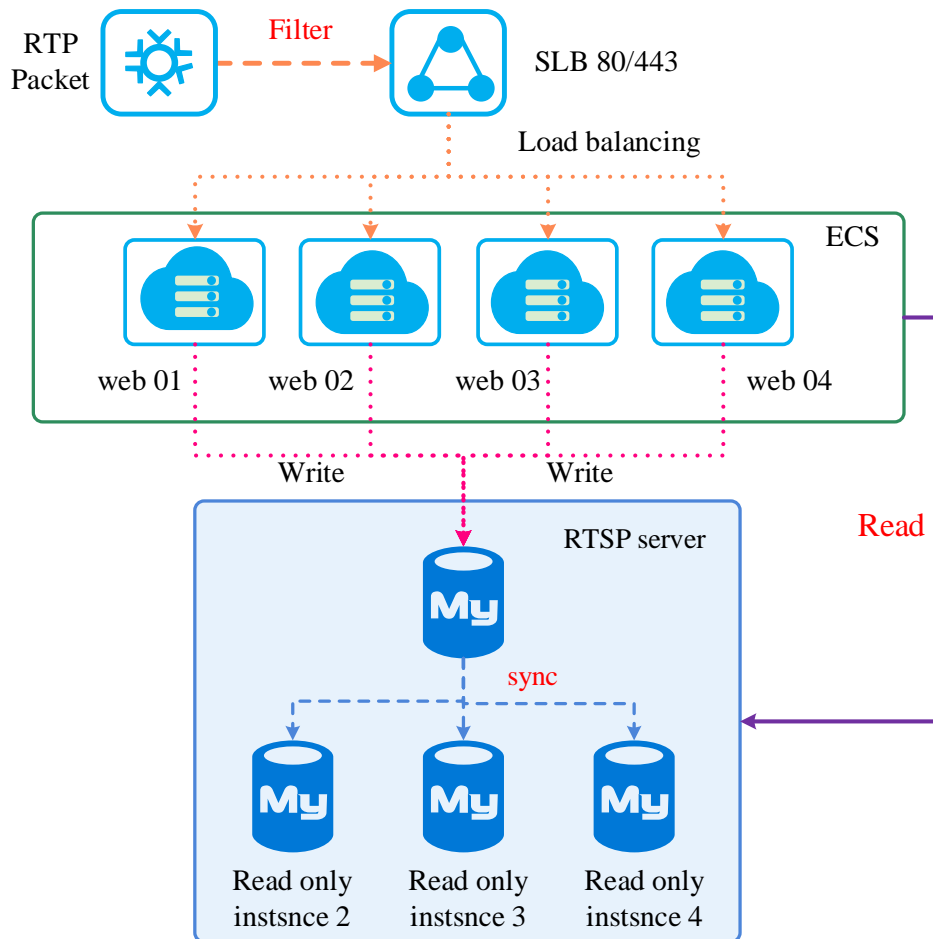 RTP
Packet
Filter
SLB 80/443
Load balancing
ECS
web 01
web 02
web 03
web 04
Write
Write
RTSP server
Read
My
sync
My
My
My
Read only
instsnce 2
Read only
instsnce 3
Read only
instsnce 4